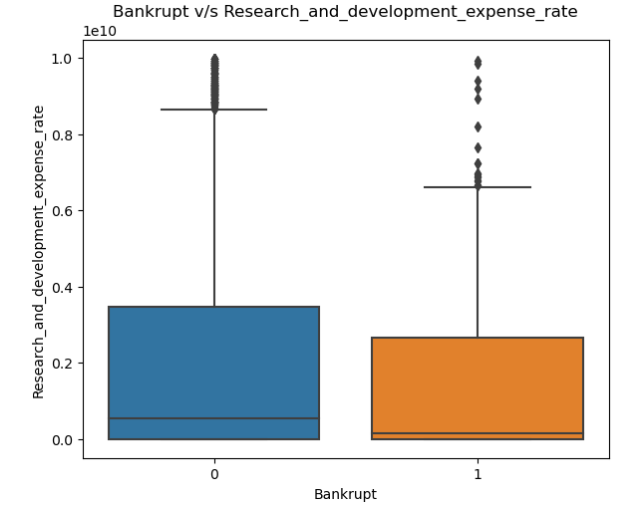 Bankrupt v/s Research_and_development_expense_rate
1e10
1.0
0.8
0.6
0.4
0.2
0.0
Research_and_development_expense_rate
0 1
Bankrupt